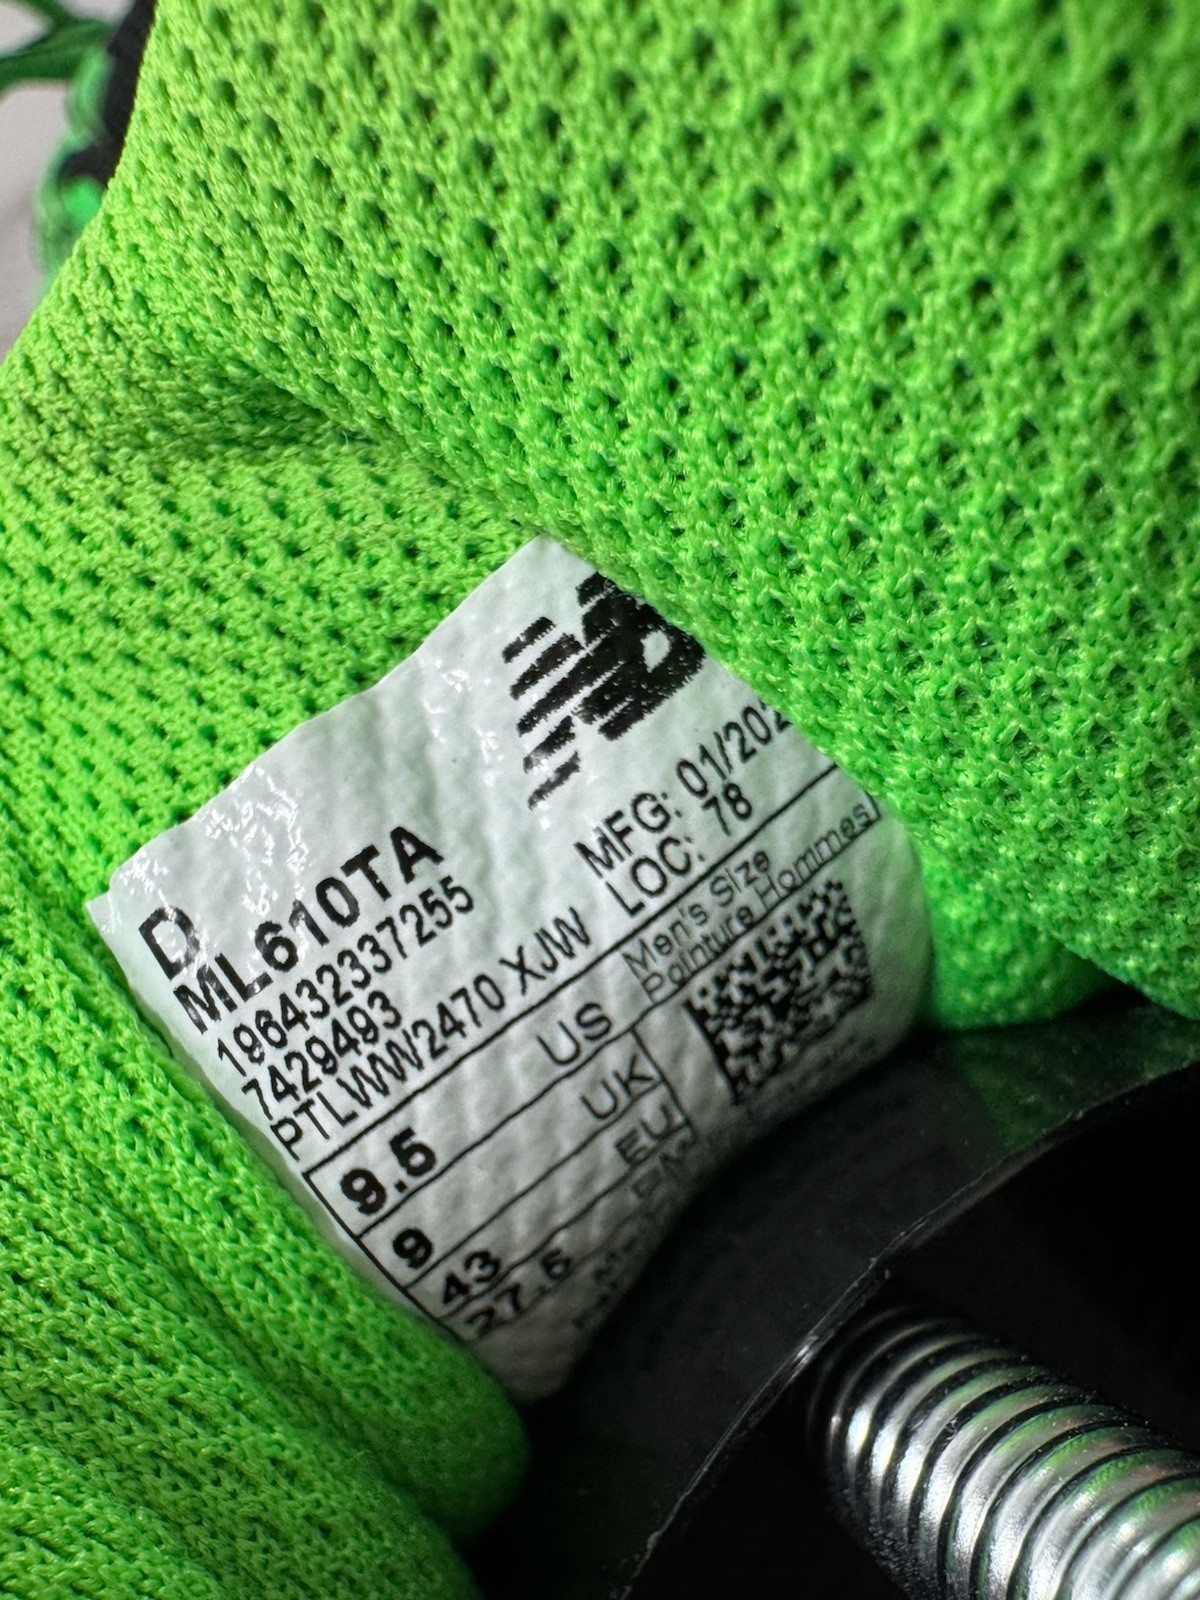 D
ML610TA
196432337255
7429493
PTLWW2470 XJW
MFG: 01/202
LOC: 78
Men's Size
Pointure Hommes
9.5 US
9 UK
43 EU
27.5